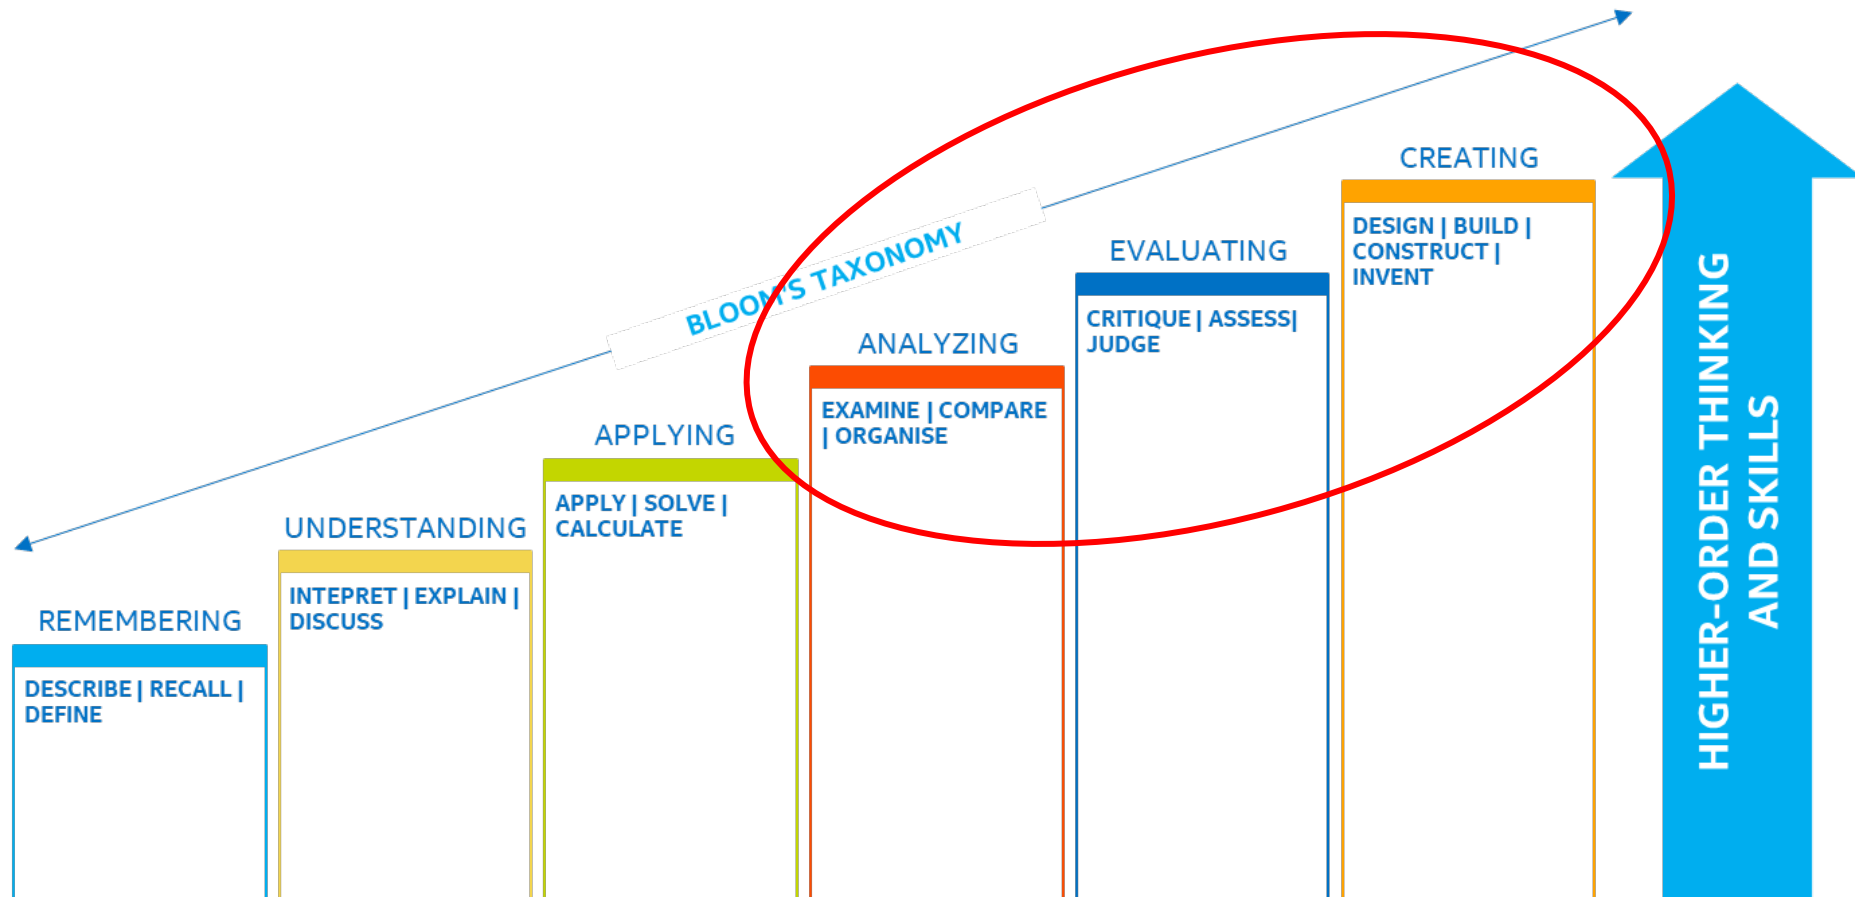 BLOOM'S TAXONOMY
REMEMBERING
DESCRIBE | RECALL |
DEFINE
UNDERSTANDING
INTEPRET | EXPLAIN |
DISCUSS
APPLYING
APPLY | SOLVE |
CALCULATE
ANALYZING
EXAMINE | COMPARE
| ORGANISE
EVALUATING
CRITIQUE | ASSESS|
JUDGE
CREATING
DESIGN | BUILD |
CONSTRUCT |
INVENT
HIGHER-ORDER THINKING
AND SKILLS